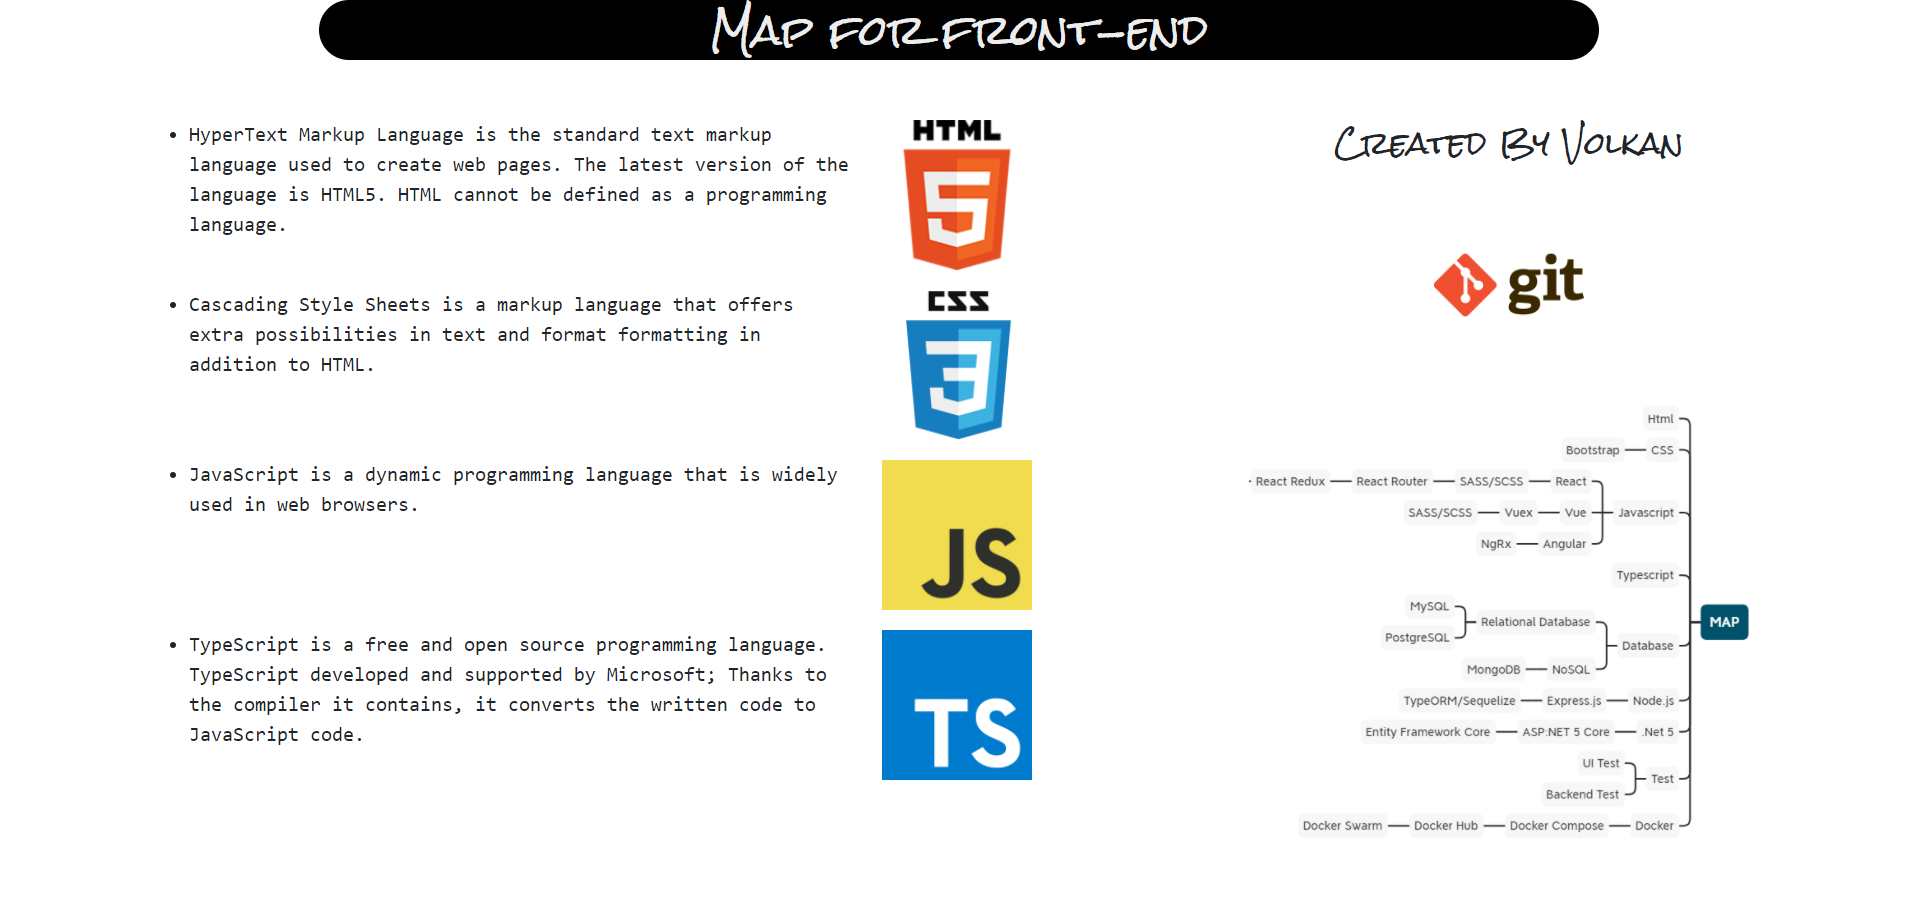 Map for front-end
• HyperText Markup Language is the standard text markup
language used to create web pages. The latest version of the
language is HTML5. HTML cannot be defined as a programming
language.
• Cascading Style Sheets is a markup language that offers
extra possibilities in text and format formatting in
addition to HTML.
• JavaScript is a dynamic programming language that is widely
used in web browsers.
• TypeScript is a free and open source programming language.
TypeScript developed and supported by Microsoft; Thanks to
the compiler it contains, it converts the written code to
JavaScript code.
HTML
5
CSS
3
JS
TS
Created By Volkan
git
Html
Bootstrap CSS
React Redux React Router SASS/SCSS React
SASS/SCSS Vuex Vue Javascript
NgRx Angular
Typescript
MySQL
Relational Database
PostgreSQL
Database
MongoDB NoSQL
MAP
TypeORM/Sequelize Express.js Node.js
Entity Framework Core ASP.NET 5 Core .Net 5
UI Test
Test
Backend Test
Docker Swarm Docker Hub Docker Compose Docker